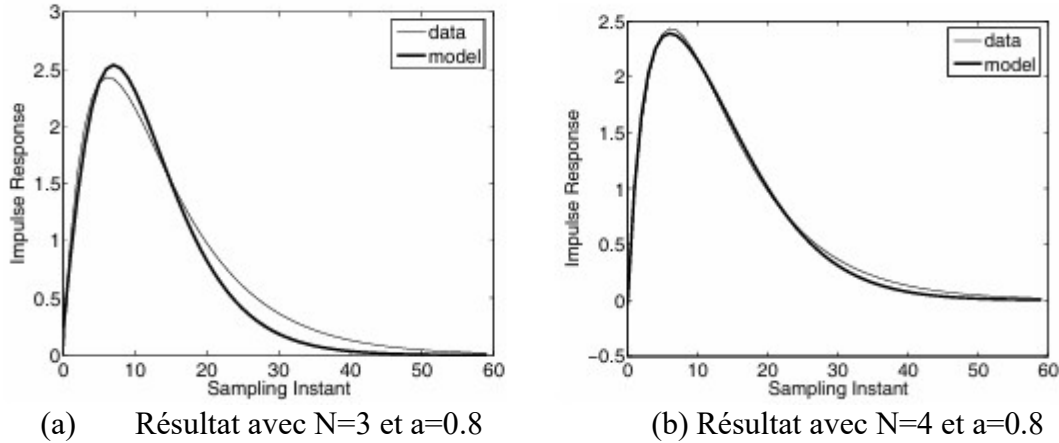 3
2.5
2
1.5
1
0.5
0
0 10 20 30 40 50 60
Impulse Response
Sampling Instant
data
model
(a) Résultat avec N=3 et a=0.8
2.5
2
1.5
1
0.5
0
−0.5
0 10 20 30 40 50 60
Impulse Response
Sampling Instant
data
model
(b) Résultat avec N=4 et a=0.8